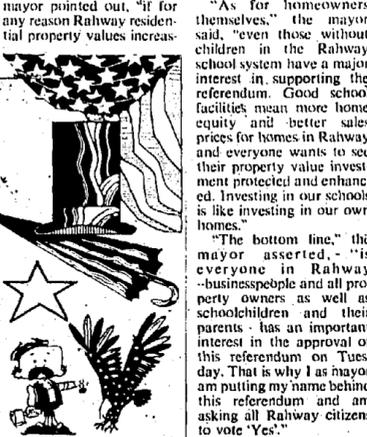 mayor pointed out, "if for
any reason Rahway residen-
tial property values increas-
"As for homeowners
themselves," the mayor
said, "even those without
children in the Rahway
school system have a major
interest in supporting the
referendum. Good school
facilities mean more home
equity and better sales
prices for homes in Rahway
and everyone wants to see
their property value invest-
ment protected and enhanc-
ed. Investing in our schools
is like investing in our own
homes."
"The bottom line," the
mayor asserted, - "is
everyone in Rahway
--businesspeople and all pro-
perty owners as well as
schoolchildren and their
parents - has an important
interest in the approval of
this referendum on Tues-
day. That is why I as mayor
am putting my name behind
this referendum and am
asking all Rahway citizens
to vote 'Yes'."